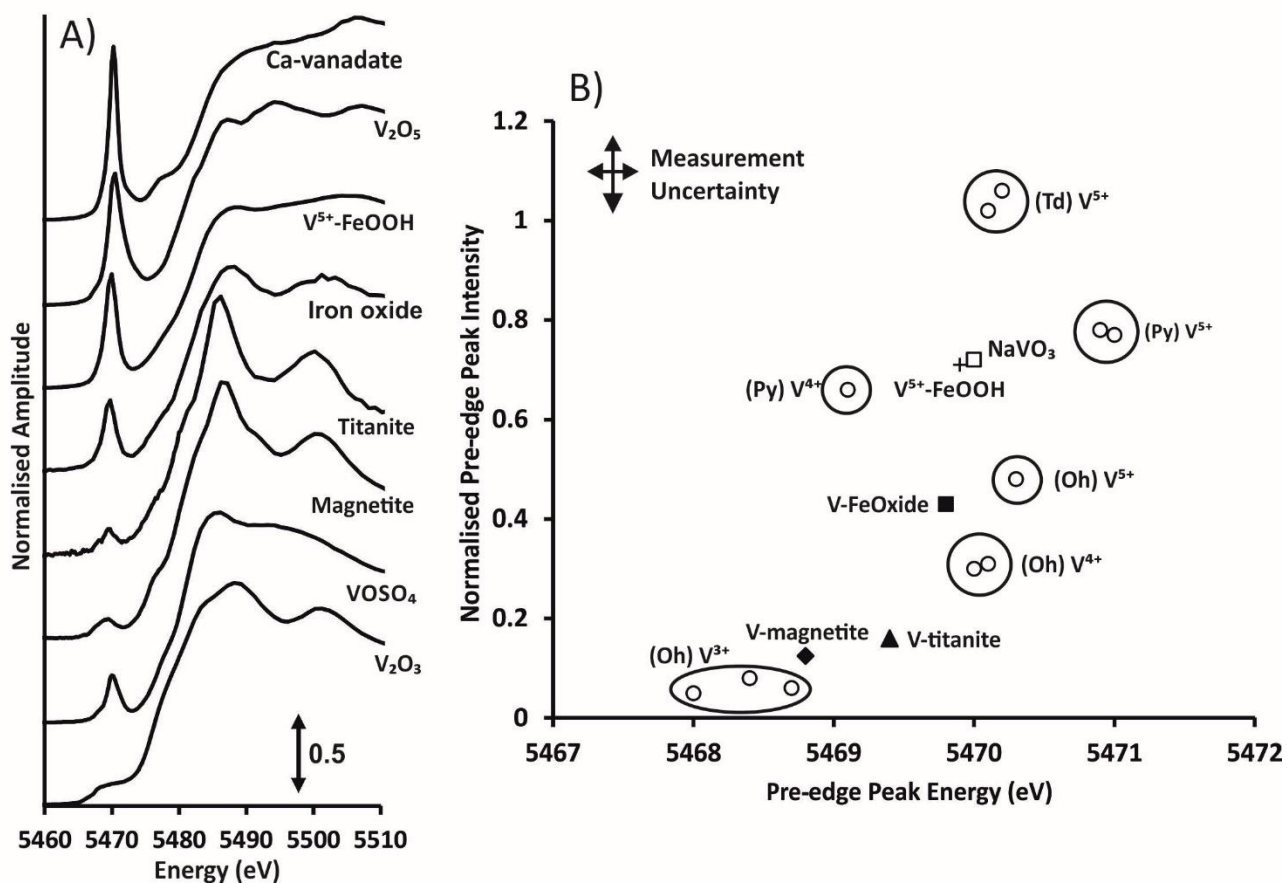 A)
Ca-vanadate
V₂O₅
V⁵⁺-FeOOH
Iron oxide
Titanite
Magnetite
VOSO₄
V₂O₃
0.5
Normalised Amplitude
5460 5470 5480 5490 5500 5510
Energy (eV)
B)
Measurement
Uncertainty
(Td) V⁵⁺
(Py) V⁵⁺
NaVO₃
V⁵⁺-FeOOH
(Py) V⁴⁺
(Oh) V⁵⁺
V-FeOxide
(Oh) V⁴⁺
V-magnetite
V-titanite
(Oh) V³⁺
Normalised Pre-edge Peak Intensity
1.2
1
0.8
0.6
0.4
0.2
0
5467 5468 5469 5470 5471 5472
Pre-edge Peak Energy (eV)